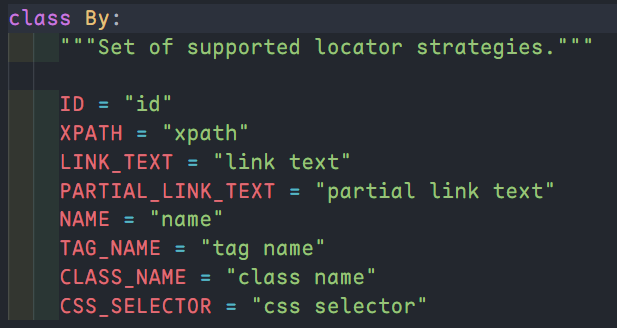 class By:
    """Set of supported locator strategies."""

    ID = "id"
    XPATH = "xpath"
    LINK_TEXT = "link text"
    PARTIAL_LINK_TEXT = "partial link text"
    NAME = "name"
    TAG_NAME = "tag name"
    CLASS_NAME = "class name"
    CSS_SELECTOR = "css selector"